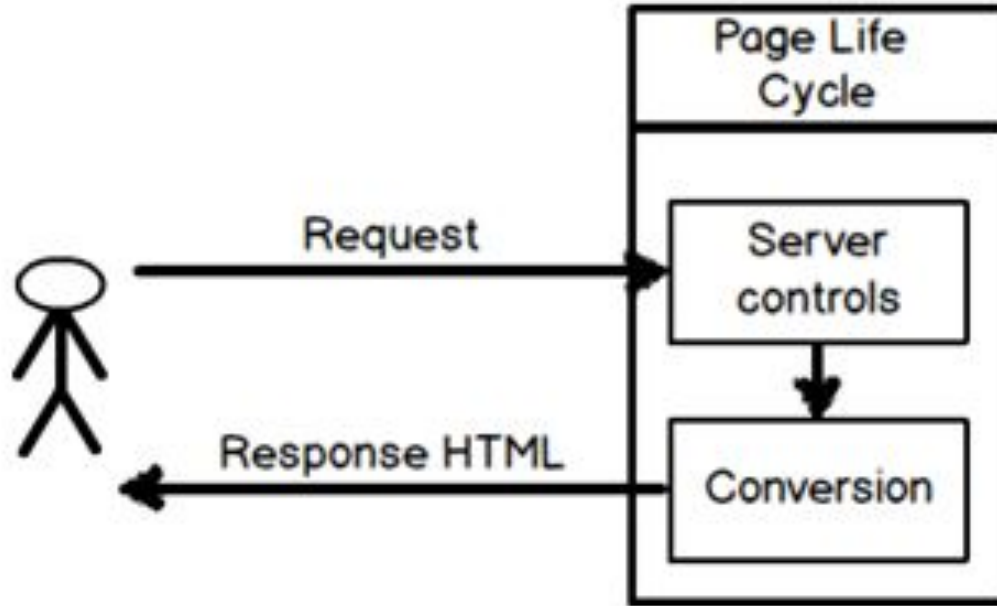 Page Life
Cycle
Request
Server
controls
Response HTML
Conversion